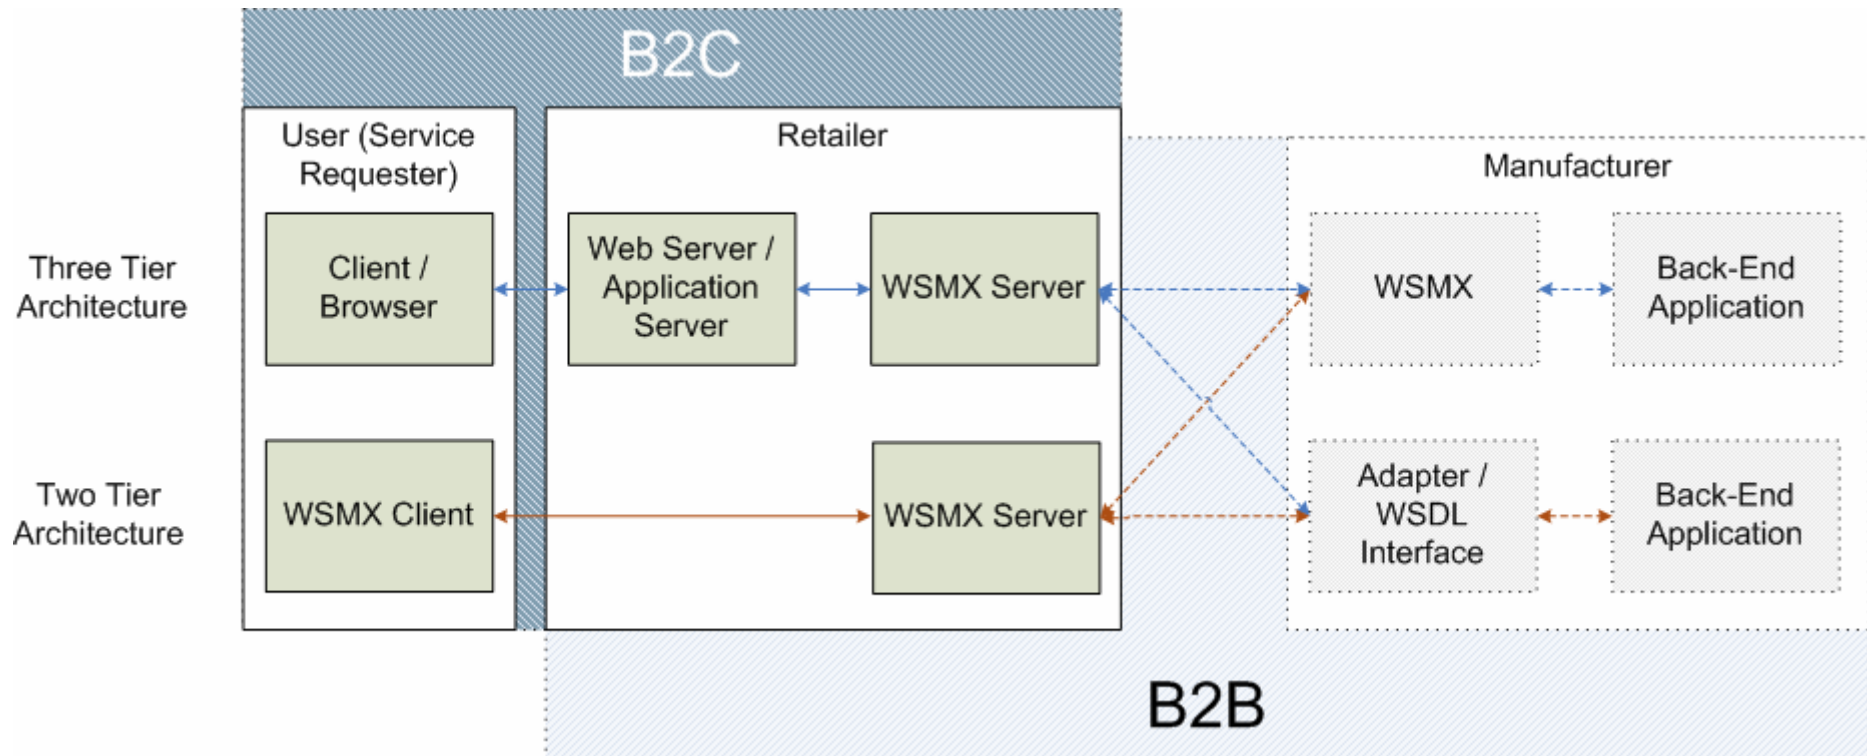 B2C
User (Service
Requester)
Retailer
Manufacturer
Three Tier
Architecture
Client /
Browser
Web Server /
Application
Server
WSMX Server
WSMX
Back-End
Application
Two Tier
Architecture
WSMX Client
WSMX Server
Adapter /
WSDL
Interface
Back-End
Application
B2B